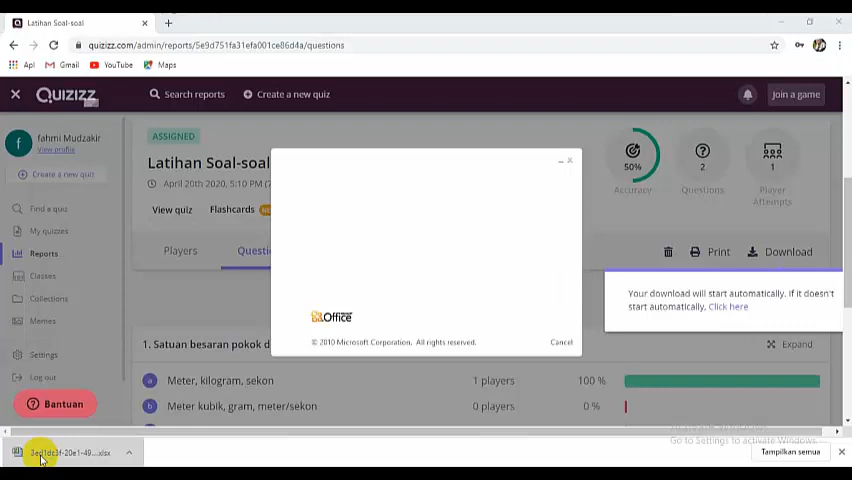 Latihan Soal-soal
quizizz.com/admin/reports/5e9d751fa31efa001ce86d4a/questions
Apl
Gmail
YouTube
Maps
QUIZIZZ
Search reports
Create a new quiz
Join a game
f
fahmi Mudzakir
View profile
Create a new quiz
Find a quiz
My quizzes
Reports
Classes
Collections
Memes
Settings
Log out
Bantuan
ASSIGNED
Latihan Soal-soal
April 20th 2020, 5:10 PM
View quiz
Flashcards
50%
Accuracy
2
Questions
1
Player
Attempts
Players
Print
Download
Your download will start automatically. If it doesn't
start automatically. Click here
Office
© 2010 Microsoft Corporation. All rights reserved.
Cancel
1. Satuan besaran pokok
Expand
a Meter, kilogram, sekon 1 players 100 %
b Meter kubik, gram, meter/sekon 0 players 0 %
Go to Settings to activate Windows.
3ed1dc3f-20e1-49....xlsx
Tampilkan semua